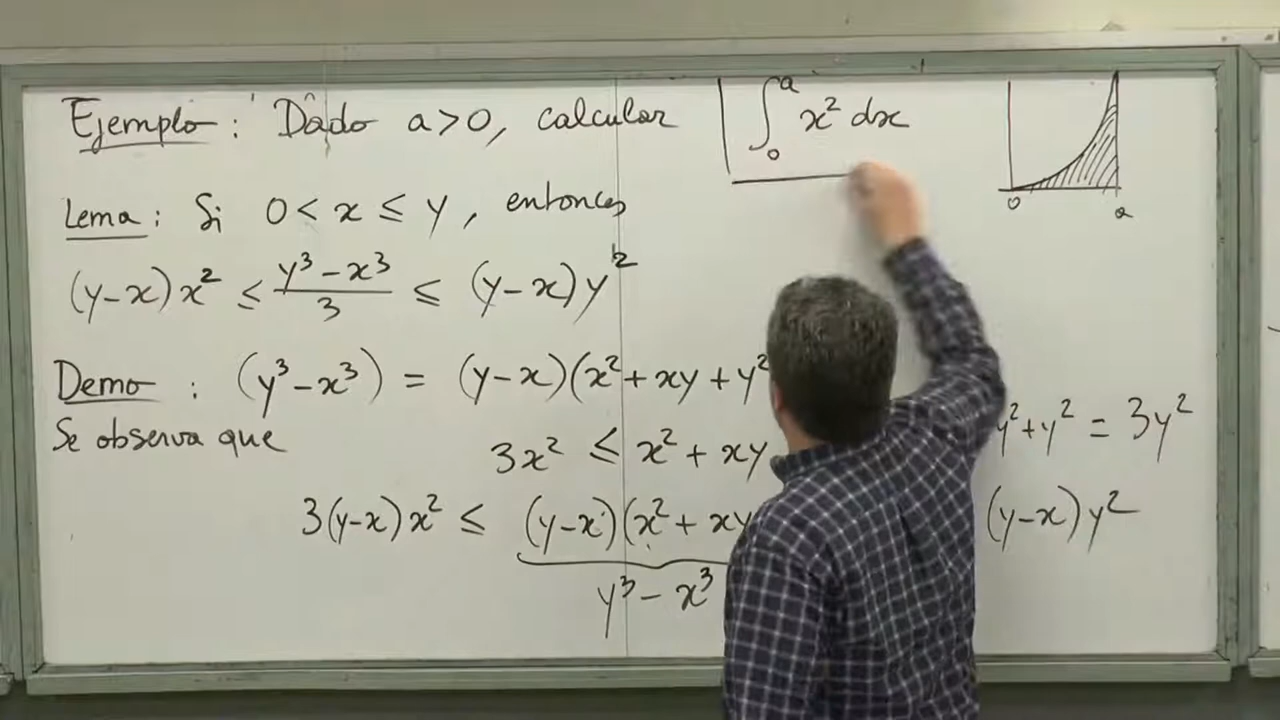 Ejemplo: Dado a>0, calcular ∫₀ᵃ x² dx
0 a
Lema: Si 0 < x ≤ y, entonces
(y-x)x² ≤ (y³-x³)/3 ≤ (y-x)y²
Demo: (y³-x³) = (y-x)(x²+xy+y²
Se observa que
3x² ≤ x² + xy y²+y² = 3y²
3(y-x)x² ≤ (y-x)(x² + xy (y-x)y²
y³ - x³